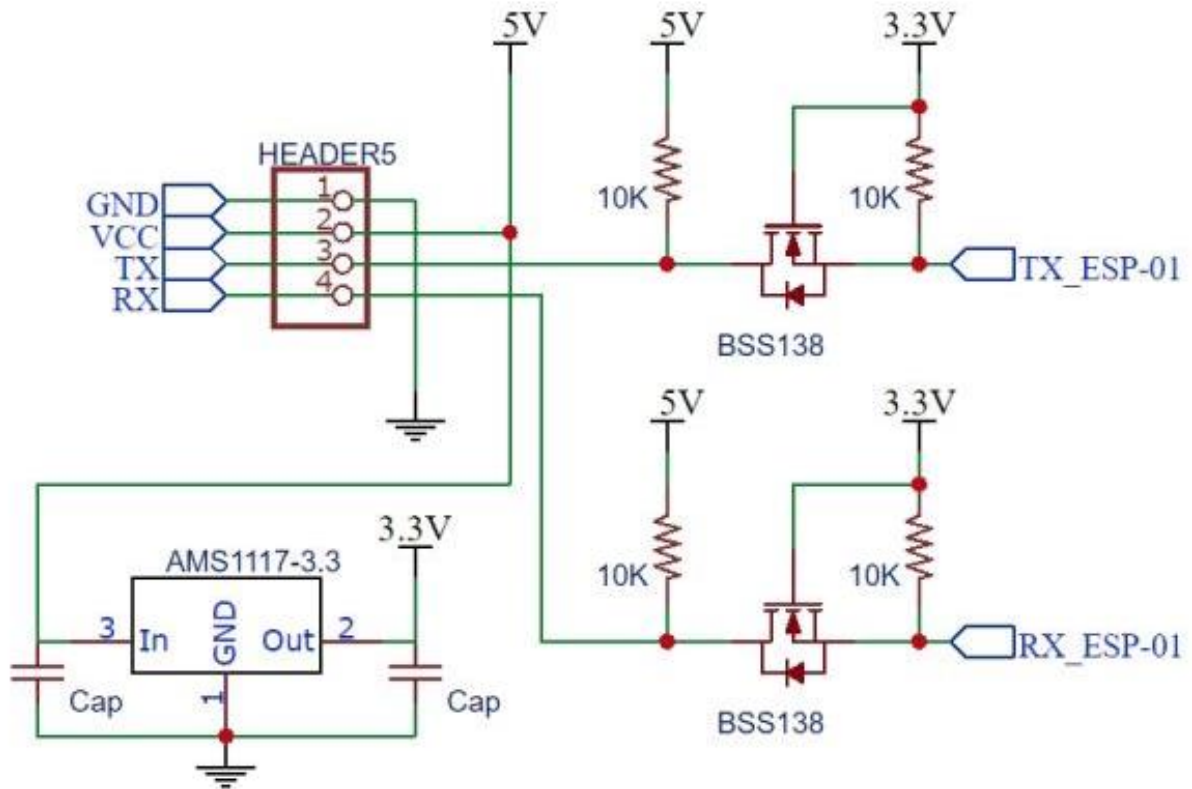 5V
5V
3.3V
HEADER5
GND
VCC
TX
RX
1
2
3
4
10K
10K
TX_ESP-01
BSS138
5V
3.3V
10K
10K
RX_ESP-01
BSS138
3.3V
AMS1117-3.3
3
In
GND
Out
2
1
Cap
Cap